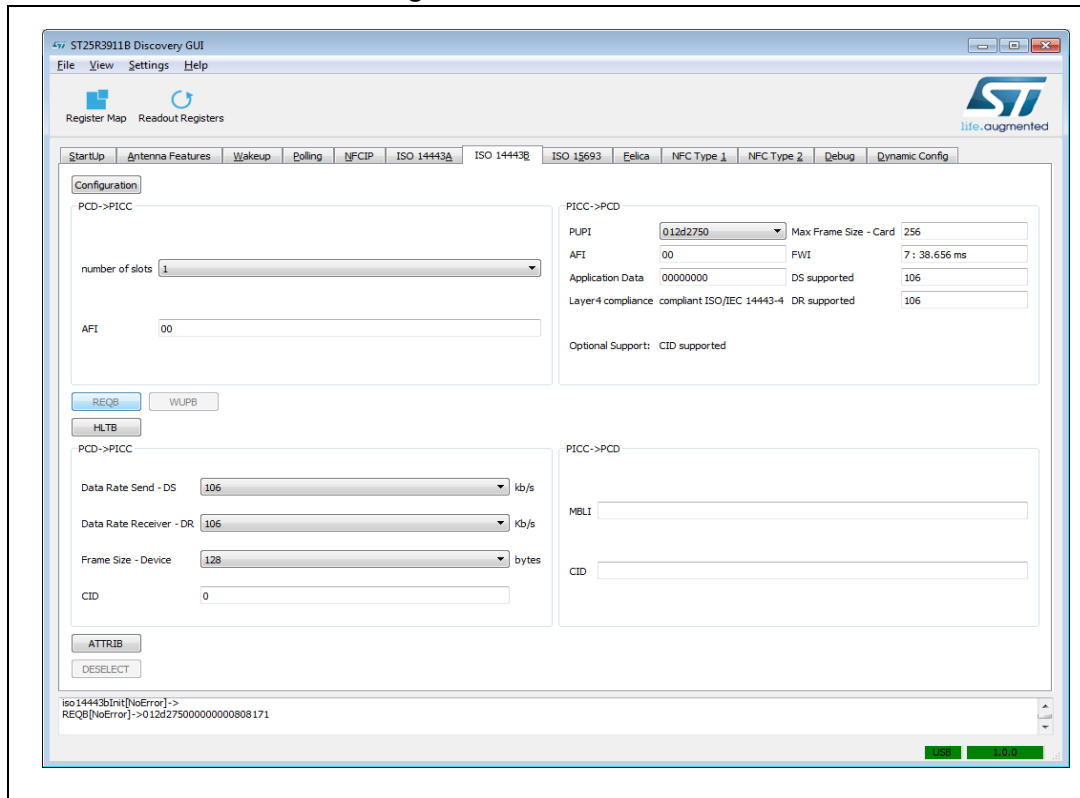 ST25R3911B Discovery GUI
File View Settings Help
Register Map Readout Registers
ST
life.augmented
StartUp Antenna Features Wakeup Polling NFCIP ISO 14443A ISO 14443B ISO 15693 Felica NFC Type 1 NFC Type 2 Debug Dynamic Config
Configuration
PCD->PICC
number of slots 1
AFI 00
PICC->PCD
PUPI 012d2750 Max Frame Size - Card 256
AFI 00 FWI 7 : 38.656 ms
Application Data 00000000 DS supported 106
Layer4 compliance compliant ISO/IEC 14443-4 DR supported 106
Optional Support: CID supported
REQB WUPB
HLTB
PCD->PICC
Data Rate Send - DS 106 kb/s
Data Rate Receiver - DR 106 Kb/s
Frame Size - Device 128 bytes
CID 0
PICC->PCD
MBLI
CID
ATTRIB
DESELECT
iso14443bInit[NoError]->
REQB[NoError]->012d275000000000808171
USB 1.0.0